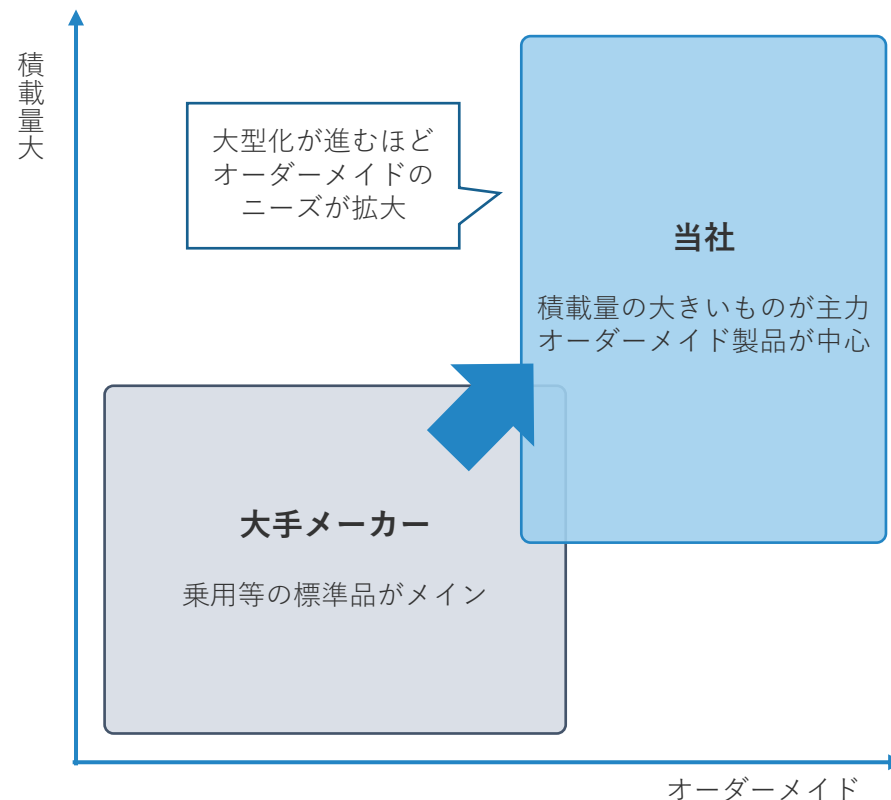 積載量大
大型化が進むほど
オーダーメイドの
ニーズが拡大
当社
積載量の大きいものが主力
オーダーメイド製品が中心
大手メーカー
乗用等の標準品がメイン
オーダーメイド